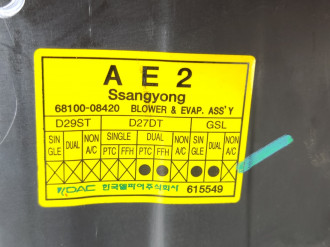 A E 2
Ssangyong
68100-08420 BLOWER & EVAP. ASS'Y
D29ST D27DT GSL
SIN GLE DUAL NON A/C SINGLE DUAL NON A/C SIN GLE DUAL NON A/C
PTC FFH PTC FFH
KDAC 한국델파이주식회사 615549